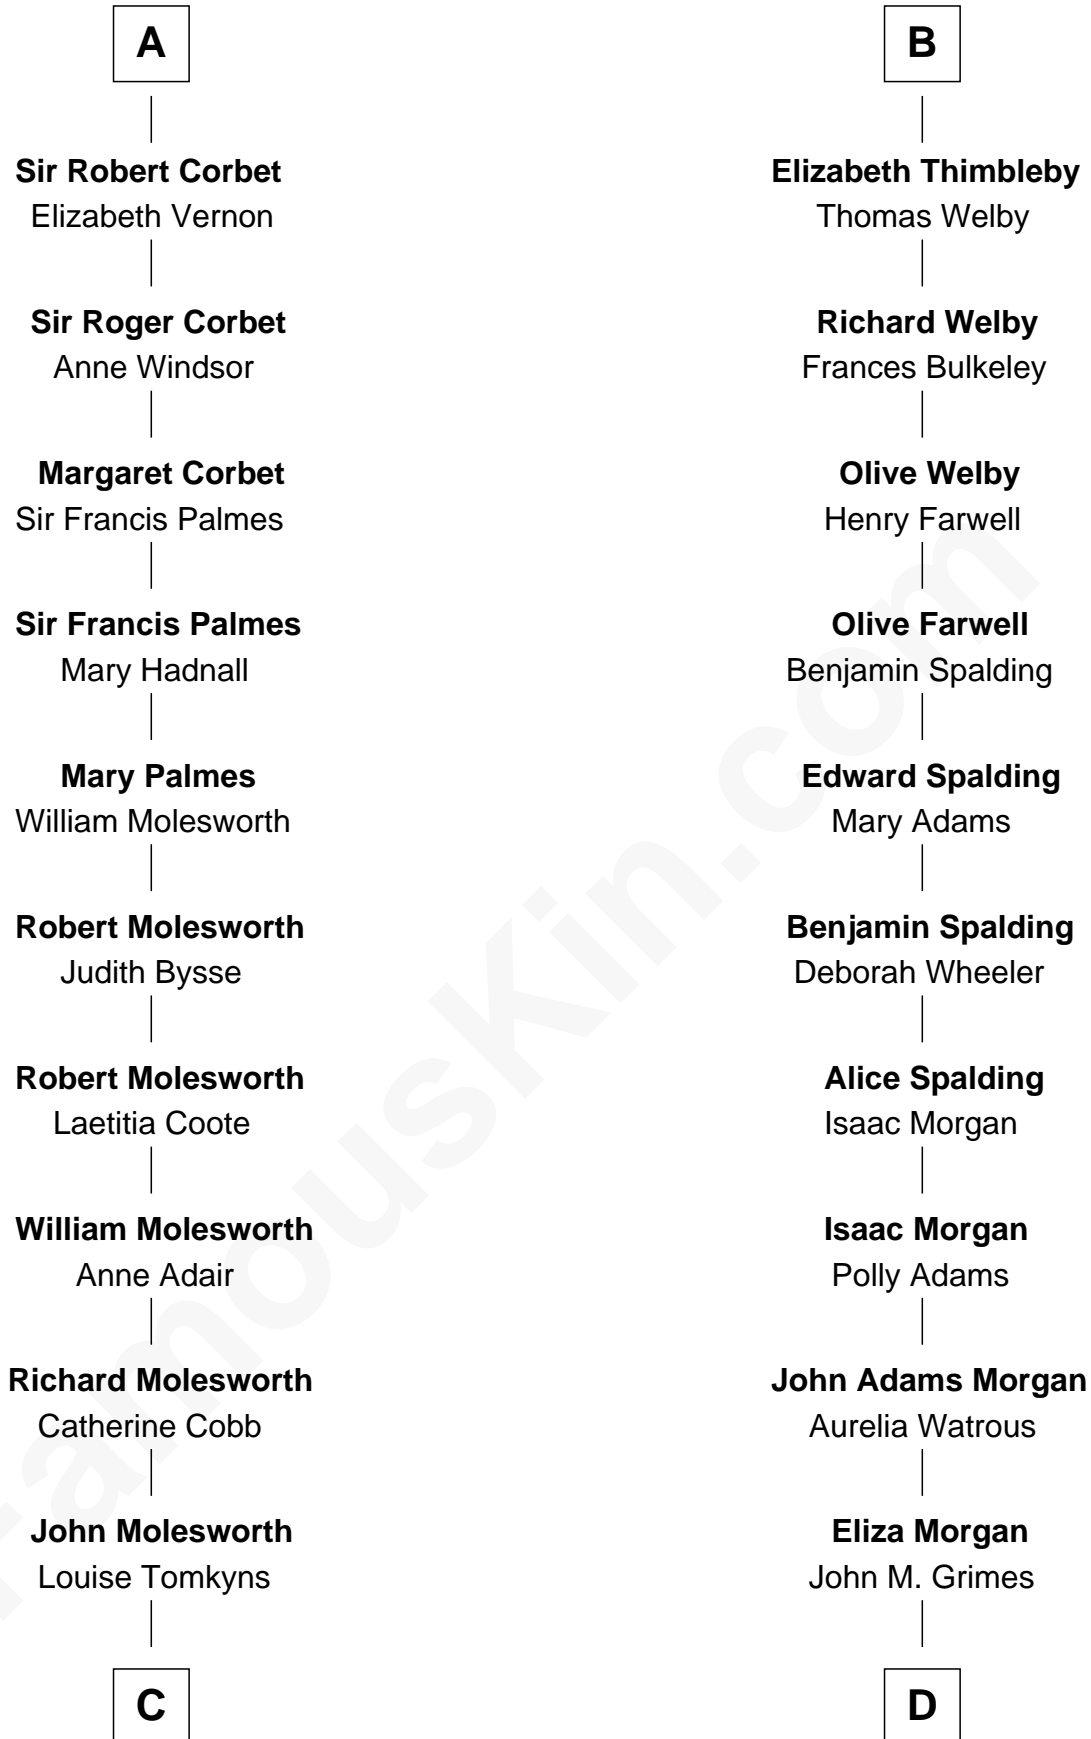 A
Sir Robert Corbet
Elizabeth Vernon
Sir Roger Corbet
Anne Windsor
Margaret Corbet
Sir Francis Palmes
Sir Francis Palmes
Mary Hadnall
Mary Palmes
William Molesworth
Robert Molesworth
Judith Bysse
Robert Molesworth
Laetitia Coote
William Molesworth
Anne Adair
Richard Molesworth
Catherine Cobb
John Molesworth
Louise Tomkyns
C
B
Elizabeth Thimbleby
Thomas Welby
Richard Welby
Frances Bulkeley
Olive Welby
Henry Farwell
Olive Farwell
Benjamin Spalding
Edward Spalding
Mary Adams
Benjamin Spalding
Deborah Wheeler
Alice Spalding
Isaac Morgan
Isaac Morgan
Polly Adams
John Adams Morgan
Aurelia Watrous
Eliza Morgan
John M. Grimes
D
FamousKin.com